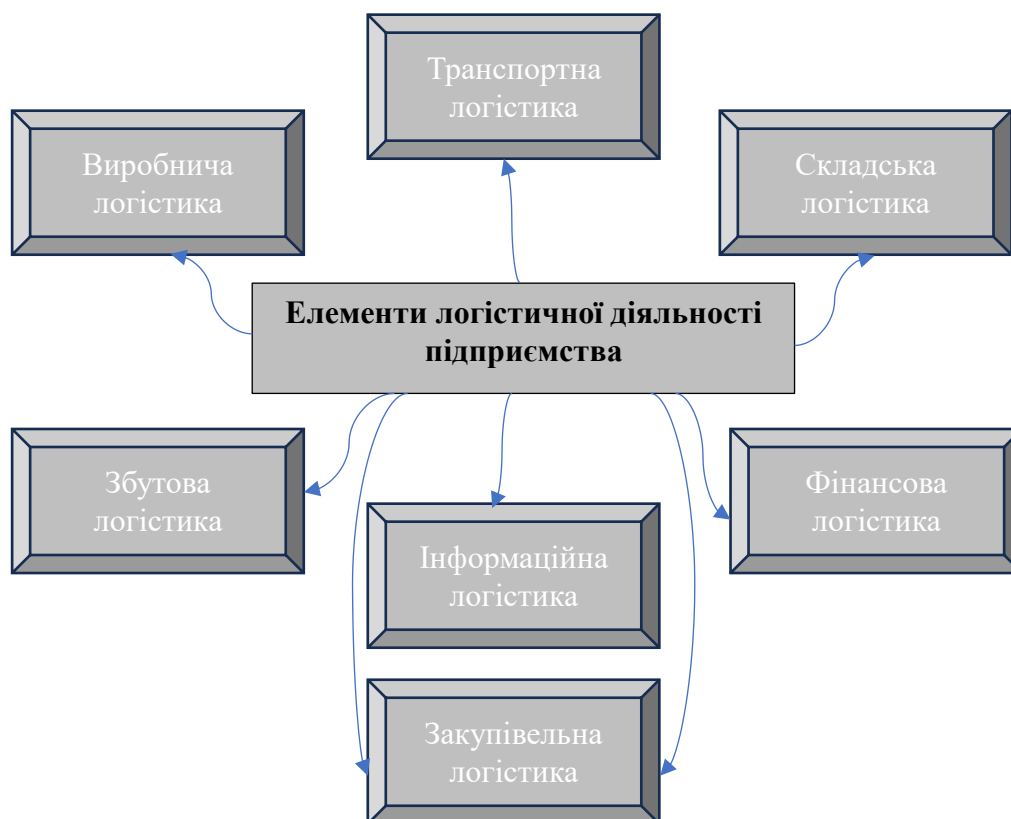 Транспортна
логістика
Виробнича
логістика
Складська
логістика
Елементи логістичної діяльності
підприємства
Збутова
логістика
Фінансова
логістика
Інформаційна
логістика
Закупівельна
логістика